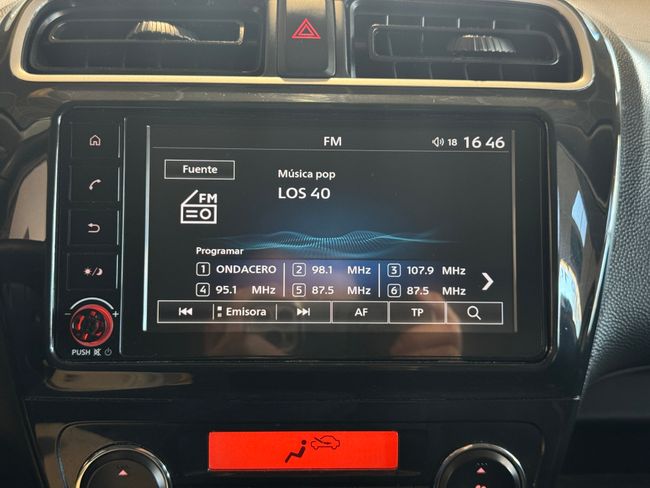 FM 18 16 46
Fuente
Música pop
LOS 40
FM
Programar
1 ONDACERO 2 98.1 MHz 3 107.9 MHz
4 95.1 MHz 5 87.5 MHz 6 87.5 MHz
Emisora AF TP
- +
PUSH